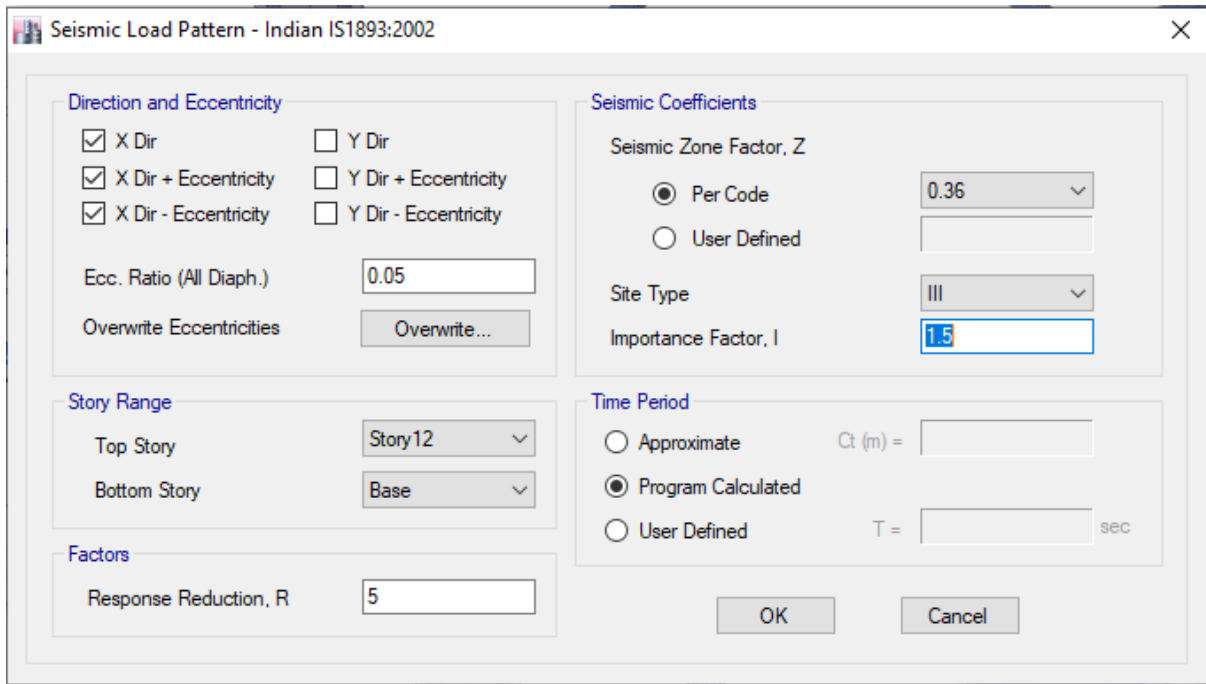 Seismic Load Pattern - Indian IS1893:2002
Direction and Eccentricity
X Dir
Y Dir
X Dir + Eccentricity
Y Dir + Eccentricity
X Dir - Eccentricity
Y Dir - Eccentricity
Ecc. Ratio (All Diaph.)
0.05
Overwrite Eccentricities
Overwrite...
Story Range
Top Story
Story12
Bottom Story
Base
Factors
Response Reduction, R
5
Seismic Coefficients
Seismic Zone Factor, Z
Per Code
0.36
User Defined
Site Type
III
Importance Factor, I
1.5
Time Period
Approximate
Ct (m) =
Program Calculated
User Defined
T =
sec
OK
Cancel